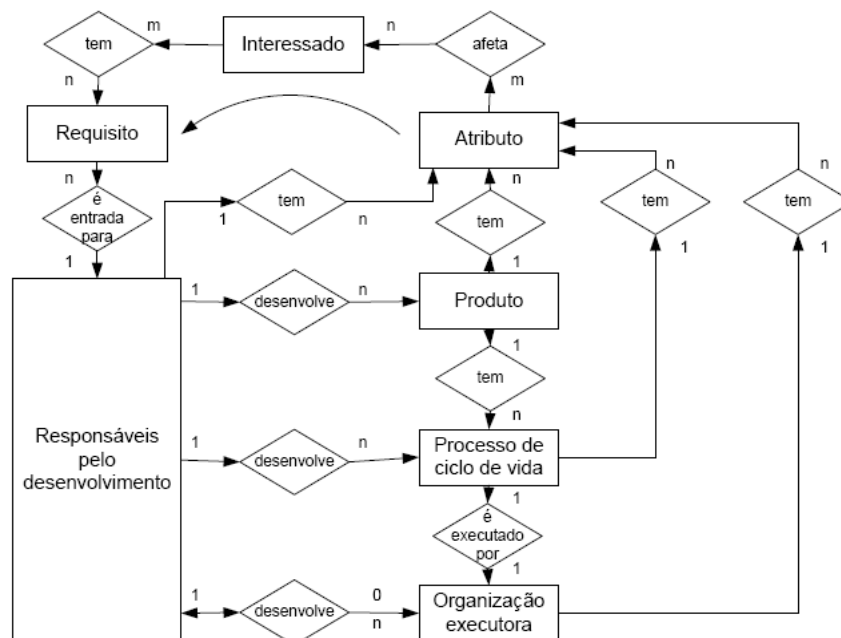 m
n
tem
Interessado
afeta
n
m
Requisito
Atributo
n
n
n
n
é
entrada
para
tem
1
n
tem
tem
tem
1
1
1
1
1
desenvolve
n
Produto
1
tem
n
Responsáveis
pelo
desenvolvimento
1
desenvolve
n
Processo de
ciclo de vida
1
é
executado
por
1
1
desenvolve
0
n
Organização
executora